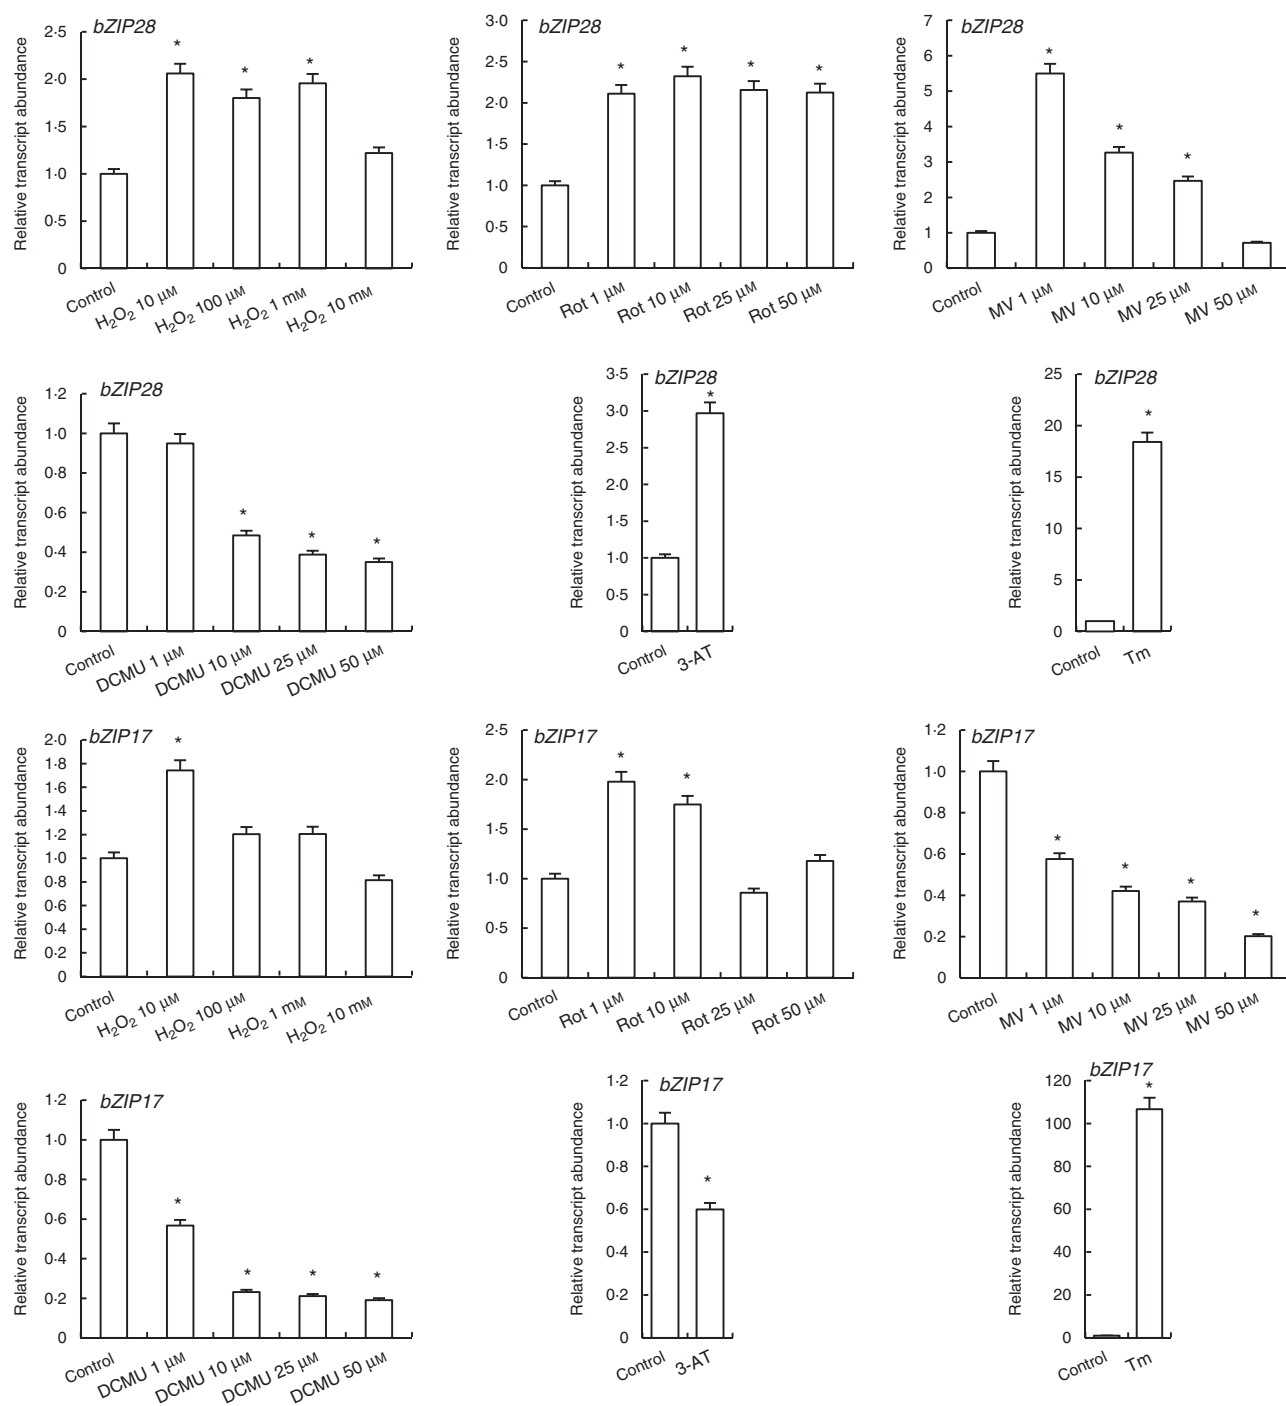 bZIP28
Relative transcript abundance
2·5
2·0
1·5
1·0
0·5
0
* * *
Control
H2O2 10 μM
H2O2 100 μM
H2O2 1 mM
H2O2 10 mM
bZIP28
Relative transcript abundance
3·0
2·5
2·0
1·5
1·0
0·5
0
* * * *
Control
Rot 1 μM
Rot 10 μM
Rot 25 μM
Rot 50 μM
bZIP28
Relative transcript abundance
7
6
5
4
3
2
1
0
* * *
Control
MV 1 μM
MV 10 μM
MV 25 μM
MV 50 μM
bZIP28
Relative transcript abundance
1·2
1·0
0·8
0·6
0·4
0·2
0
* * *
Control
DCMU 1 μM
DCMU 10 μM
DCMU 25 μM
DCMU 50 μM
bZIP28
Relative transcript abundance
3·5
3·0
2·5
2·0
1·5
1·0
0·5
0
*
Control
3-AT
bZIP28
Relative transcript abundance
25
20
15
10
5
0
*
Control
Tm
bZIP17
Relative transcript abundance
2·0
1·8
1·6
1·4
1·2
1·0
0·8
0·6
0·4
0·2
0
*
Control
H2O2 10 μM
H2O2 100 μM
H2O2 1 mM
H2O2 10 mM
bZIP17
Relative transcript abundance
2·5
2·0
1·5
1·0
0·5
0
* *
Control
Rot 1 μM
Rot 10 μM
Rot 25 μM
Rot 50 μM
bZIP17
Relative transcript abundance
1·2
1·0
0·8
0·6
0·4
0·2
0
* * * *
Control
MV 1 μM
MV 10 μM
MV 25 μM
MV 50 μM
bZIP17
Relative transcript abundance
1·2
1·0
0·8
0·6
0·4
0·2
0
* * * *
Control
DCMU 1 μM
DCMU 10 μM
DCMU 25 μM
DCMU 50 μM
bZIP17
Relative transcript abundance
1·2
1·0
0·8
0·6
0·4
0·2
0
*
Control
3-AT
bZIP17
Relative transcript abundance
120
100
80
60
40
20
0
*
Control
Tm